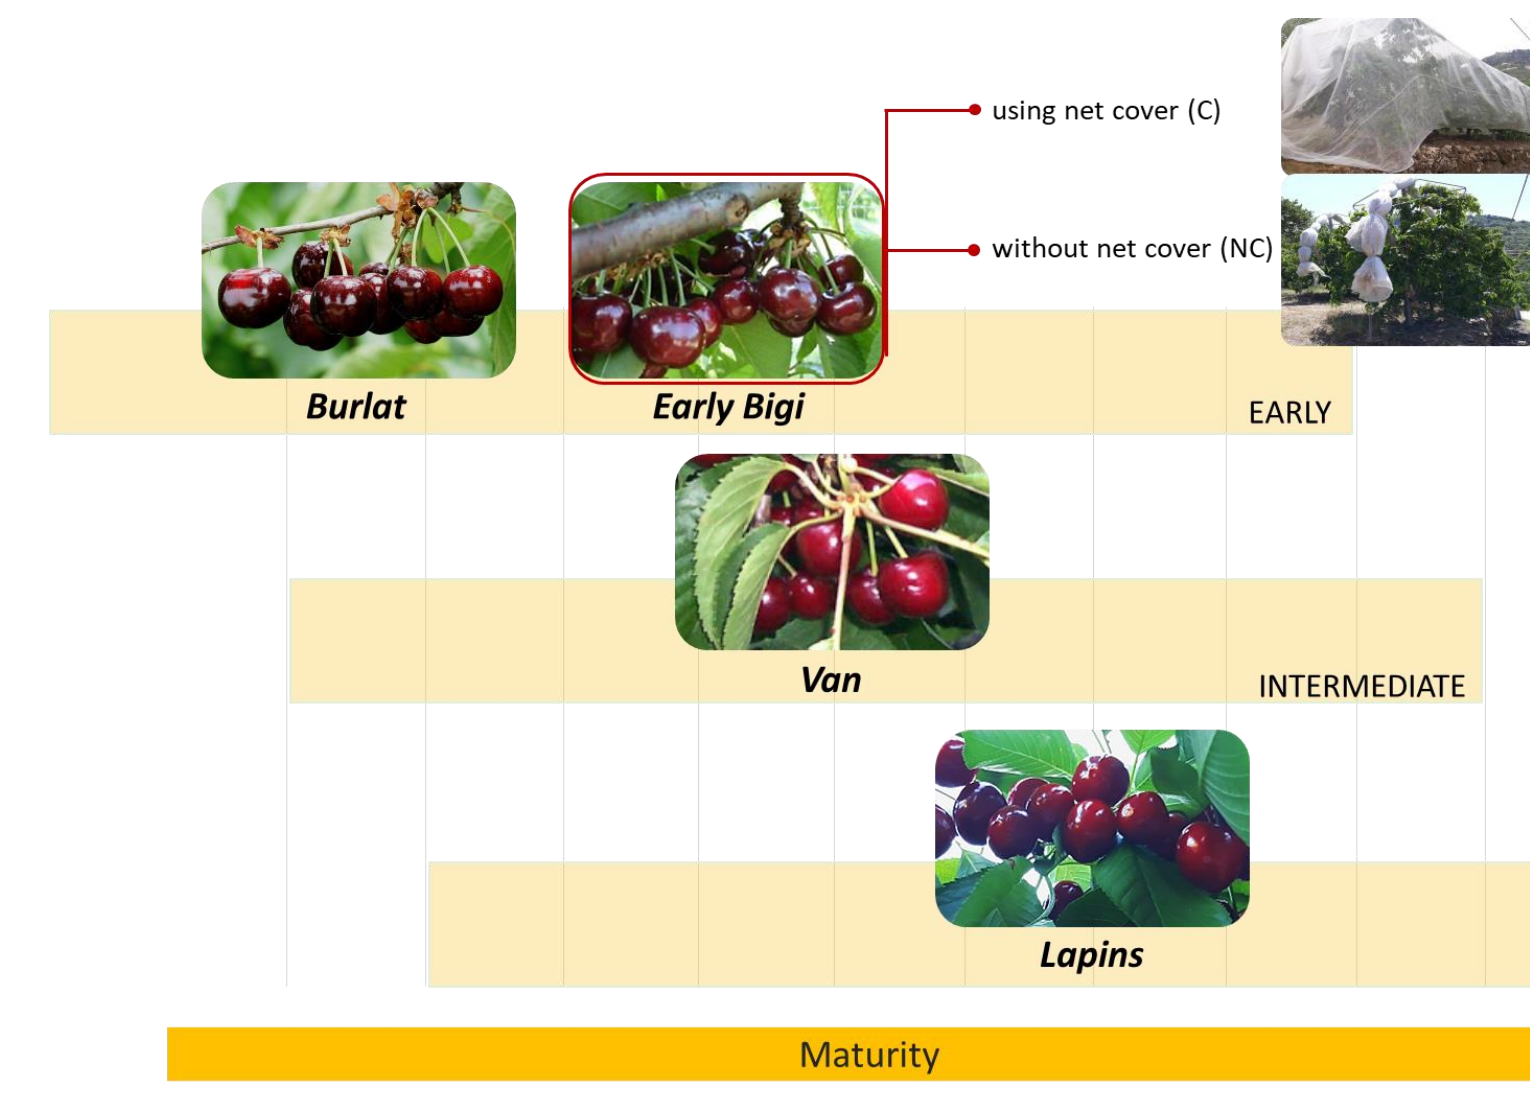 using net cover (C)
without net cover (NC)
Burlat
Early Bigi
EARLY
Van
INTERMEDIATE
Lapins
Maturity